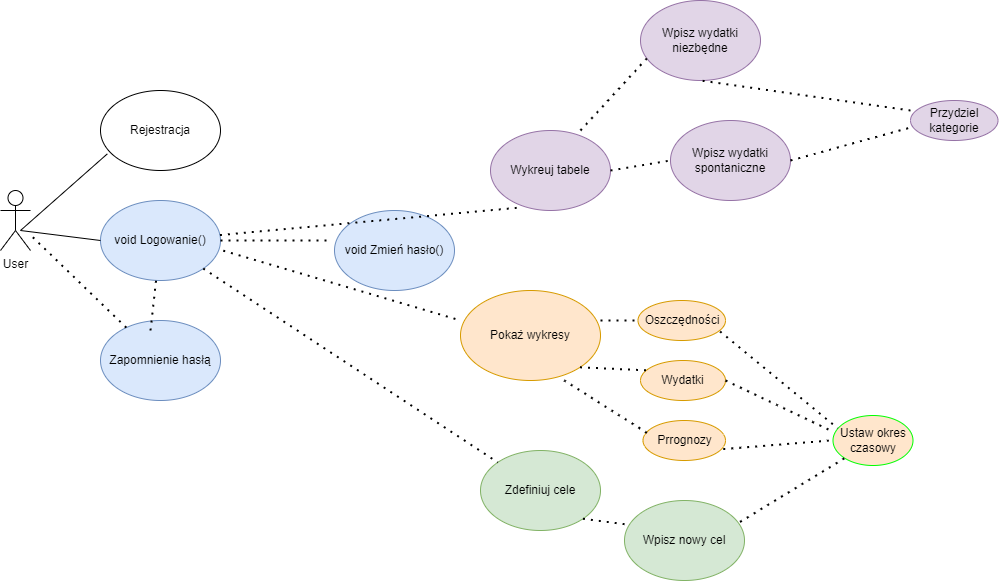 Wpisz wydatki
niezbędne
Przydziel
kategorie
Rejestracja
Wpisz wydatki
spontaniczne
Wykreuj tabele
void Logowanie()
void Zmień hasło()
User
Pokaź wykresy
Oszczędności
Zapomnienie hasłą
Wydatki
Prrognozy
Ustaw okres
czasowy
Zdefiniuj cele
Wpisz nowy cel